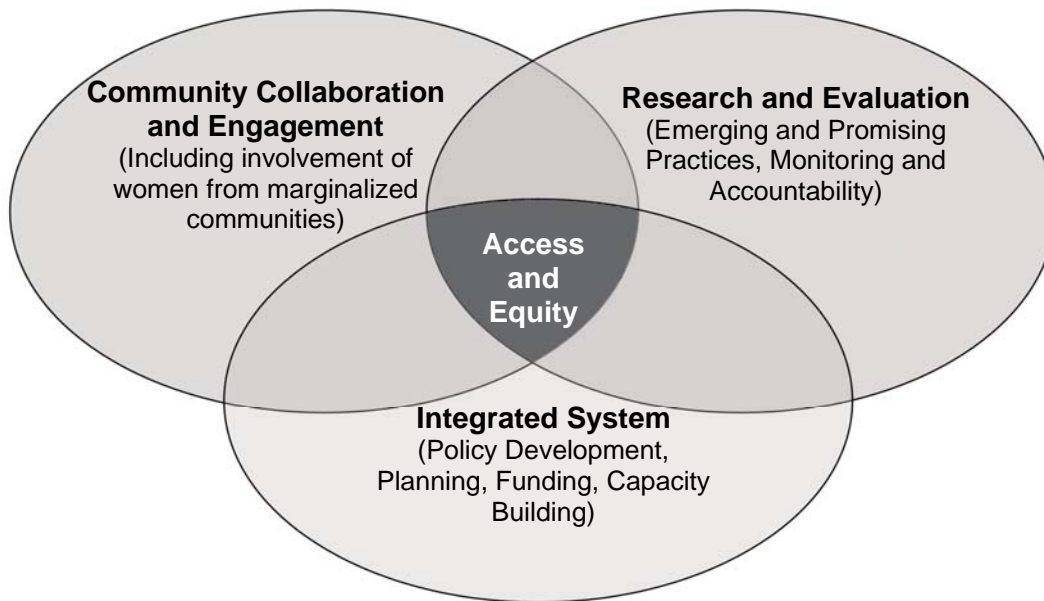 Community Collaboration
and Engagement
(Including involvement of
women from marginalized
communities)
Research and Evaluation
(Emerging and Promising
Practices, Monitoring and
Accountability)
Access
and
Equity
Integrated System
(Policy Development,
Planning, Funding, Capacity
Building)